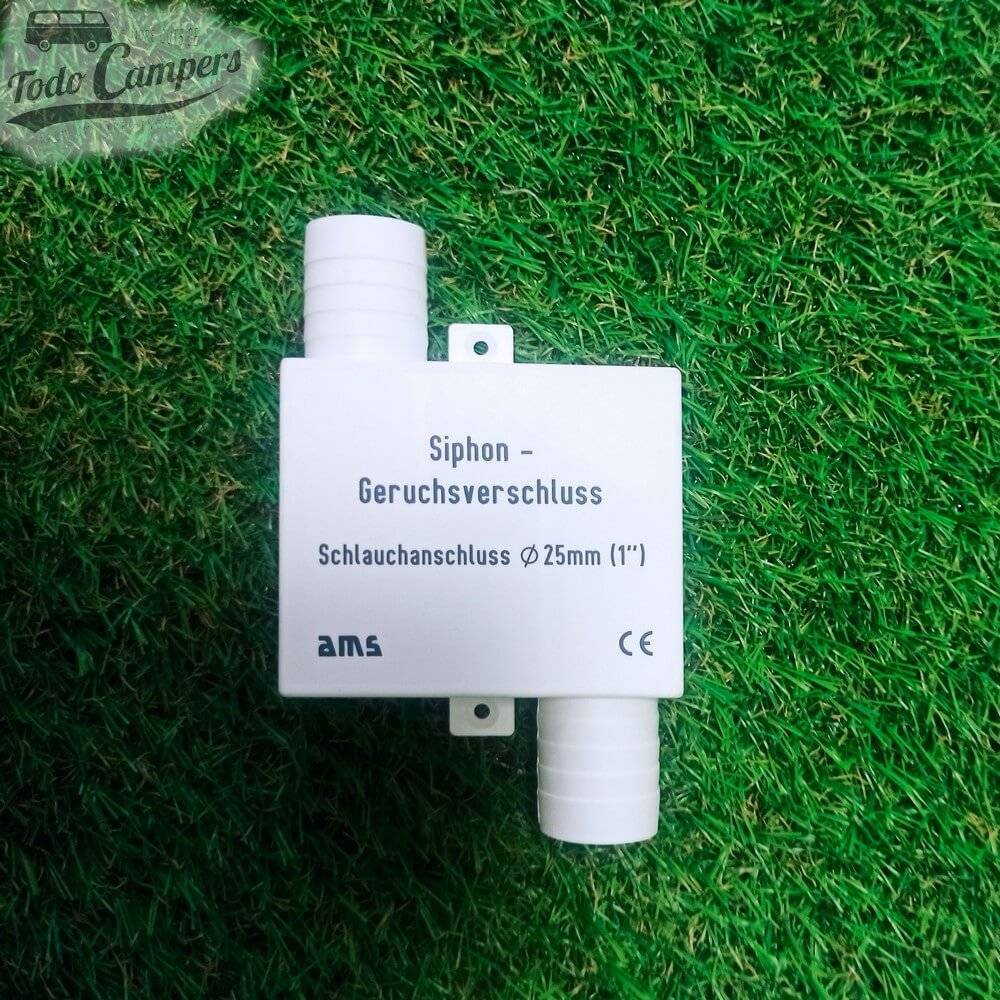 Todo Campers
Siphon -
Geruchsverschluss
Schlauchanschluss Ø 25mm (1")
ams
CE